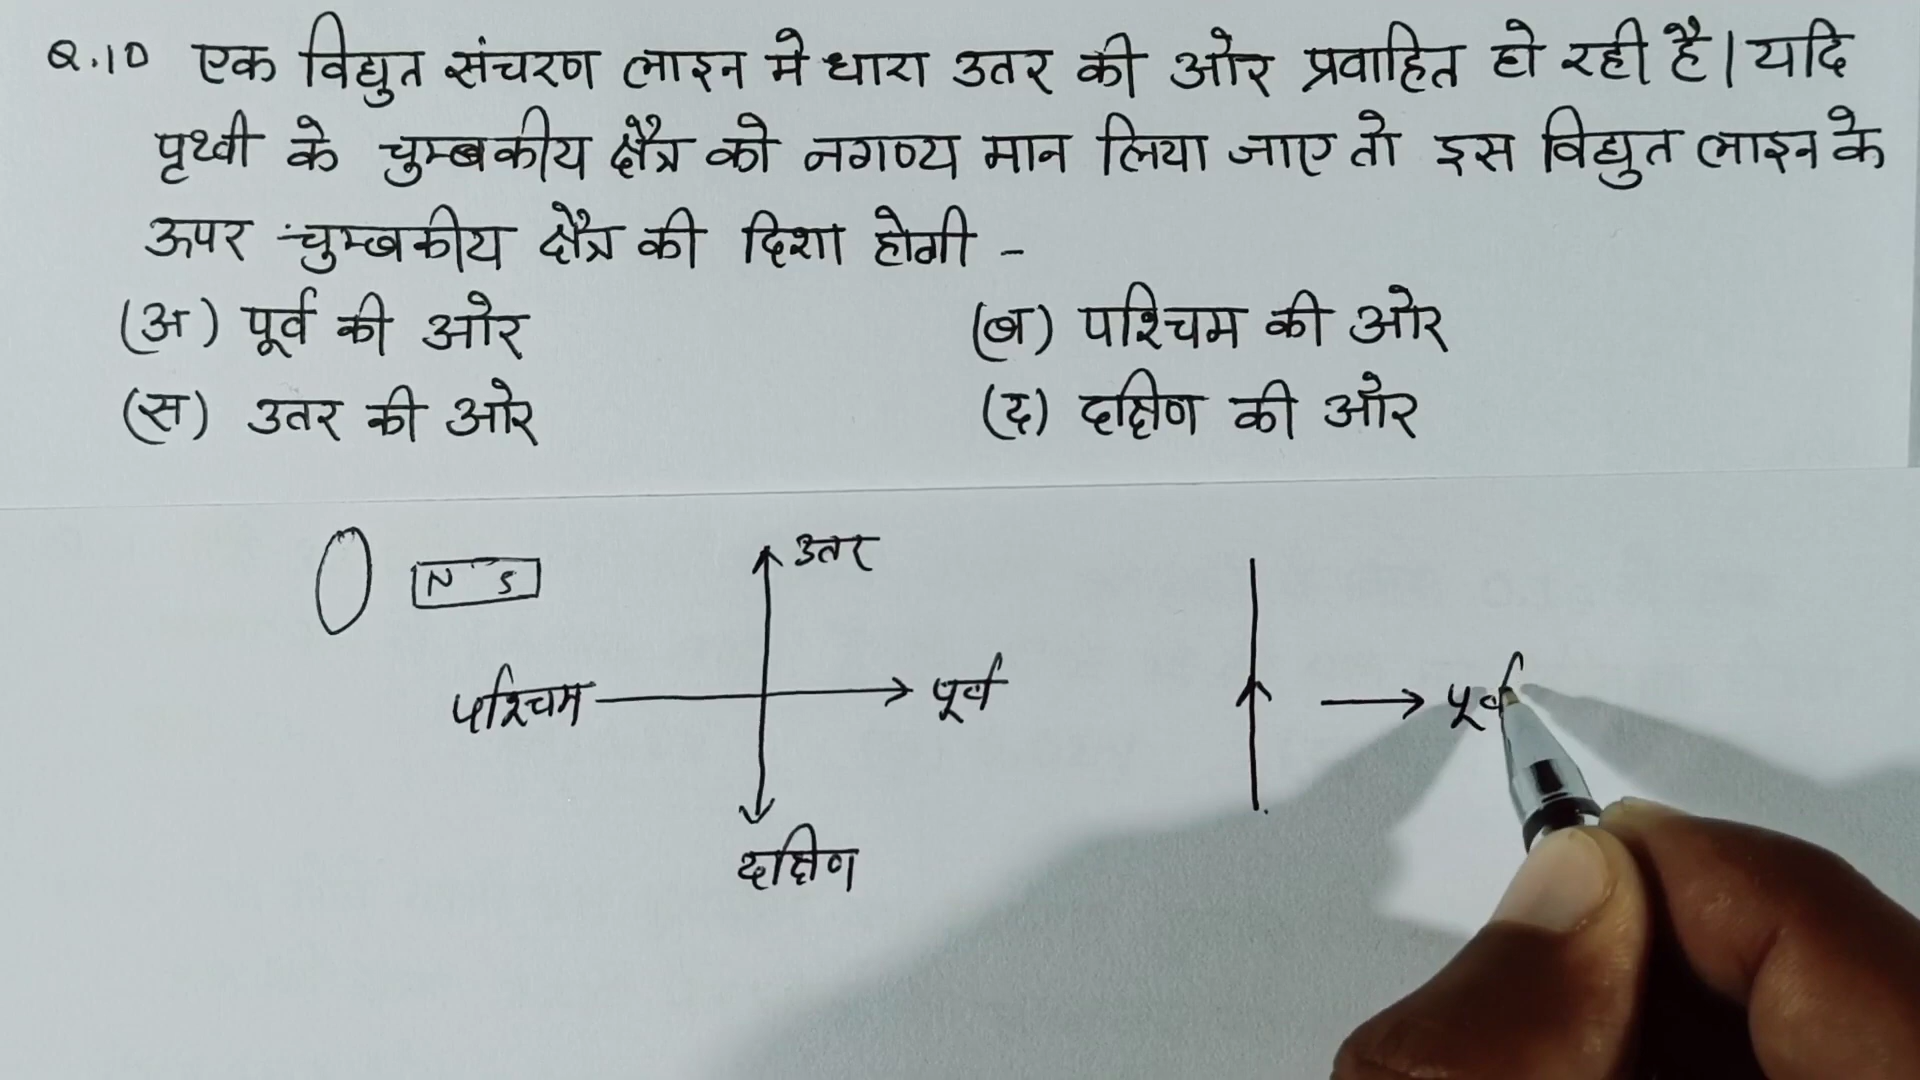 Q.10 एक विद्युत संचरण लाइन मे धारा उतर की ओर प्रवाहित हो रही है। यदि
पृथ्वी के चुम्बकीय क्षैत्र को नगण्य मान लिया जाए तो इस विद्युत लाइन के
ऊपर चुम्बकीय क्षैत्र की दिशा होगी -
(अ) पूर्व की ओर (ब) पश्चिम की ओर
(स) उतर की ओर (द) दक्षिण की ओर
उतर
N S
पश्चिम पूर्व पूर्व
दक्षिण